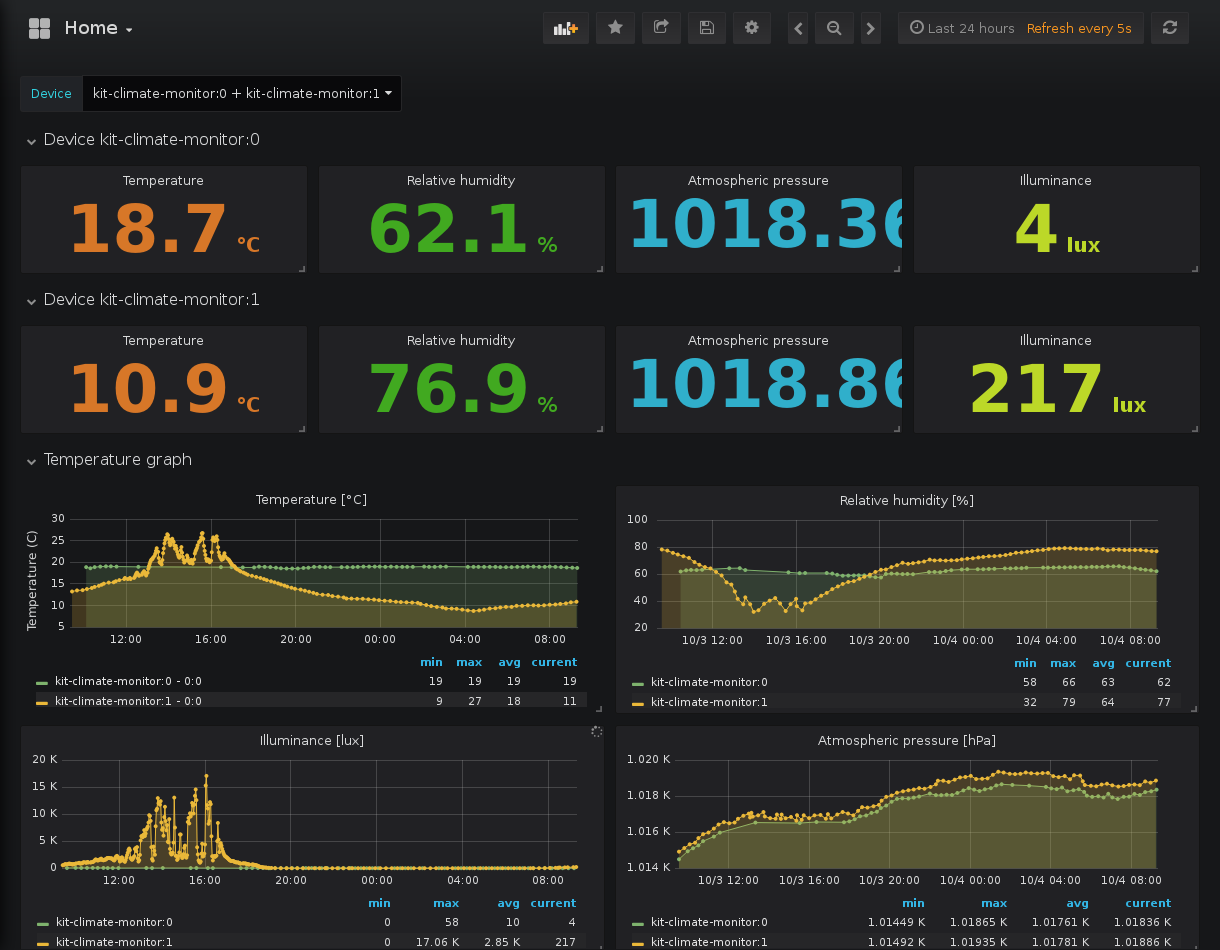 Home
Last 24 hours Refresh every 5s
Device kit-climate-monitor:0 + kit-climate-monitor:1
Device kit-climate-monitor:0
Temperature Relative humidity Atmospheric pressure Illuminance
18.7 °C 62.1 % 1018.36 4 lux
Device kit-climate-monitor:1
Temperature Relative humidity Atmospheric pressure Illuminance
10.9 °C 76.9 % 1018.86 217 lux
Temperature graph
Temperature [°C]
Temperature (C)
30
25
20
15
10
5
12:00 16:00 20:00 00:00 04:00 08:00
min max avg current
kit-climate-monitor:0 - 0:0 19 19 19 19
kit-climate-monitor:1 - 0:0 9 27 18 11
Relative humidity [%]
100
80
60
40
20
10/3 12:00 10/3 16:00 10/3 20:00 10/4 00:00 10/4 04:00 10/4 08:00
min max avg current
kit-climate-monitor:0 58 66 63 62
kit-climate-monitor:1 32 79 64 77
Illuminance [lux]
20 K
15 K
10 K
5 K
0
12:00 16:00 20:00 00:00 04:00 08:00
min max avg current
kit-climate-monitor:0 0 58 10 4
kit-climate-monitor:1 0 17.06 K 2.85 K 217
Atmospheric pressure [hPa]
1.020 K
1.018 K
1.016 K
1.014 K
10/3 12:00 10/3 16:00 10/3 20:00 10/4 00:00 10/4 04:00 10/4 08:00
min max avg current
kit-climate-monitor:0 1.01449 K 1.01865 K 1.01761 K 1.01836 K
kit-climate-monitor:1 1.01492 K 1.01935 K 1.01781 K 1.01886 K